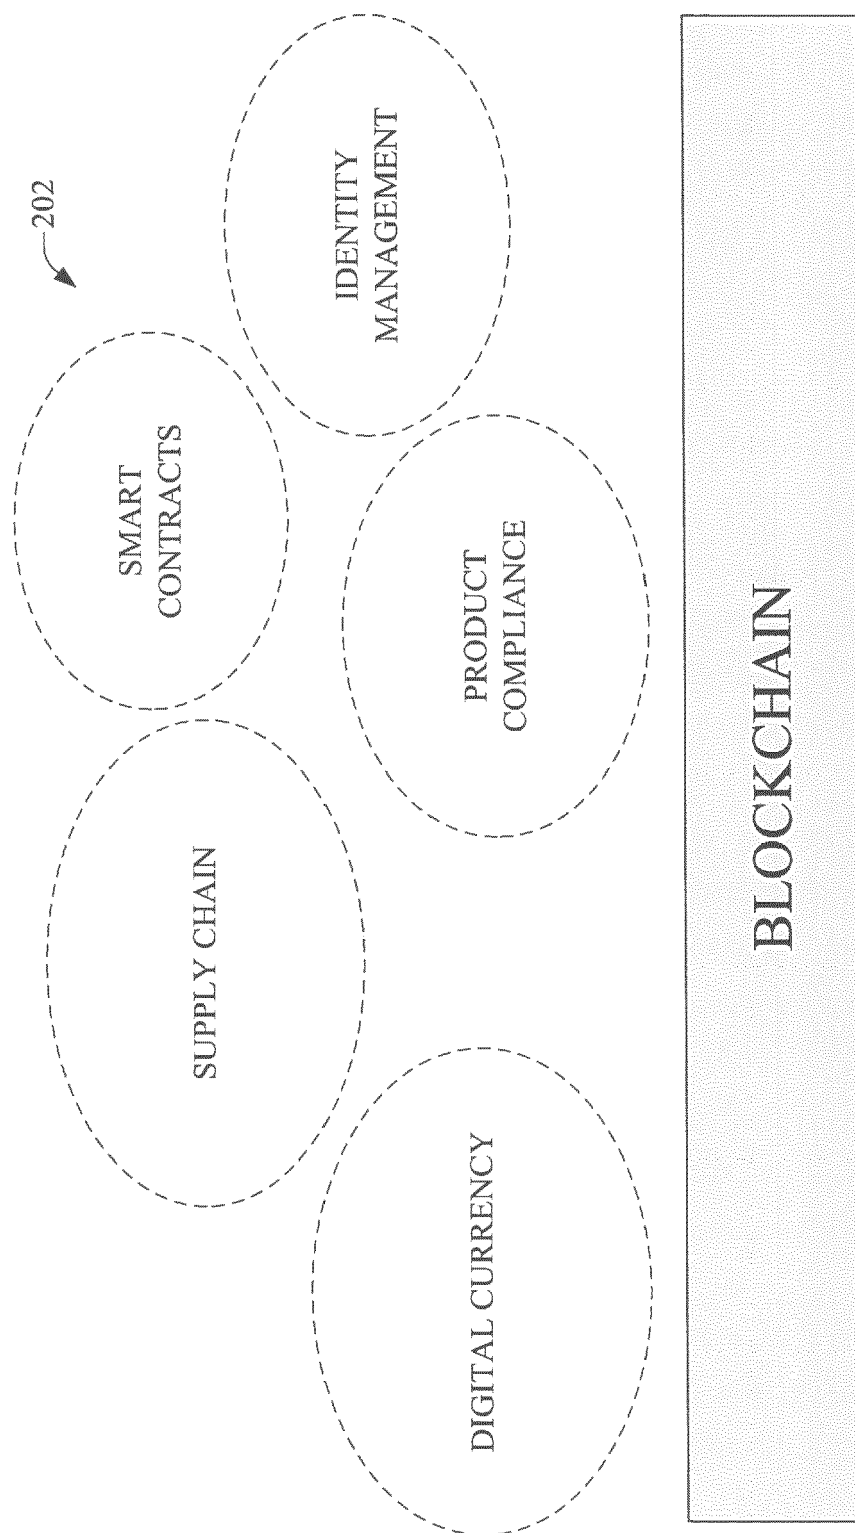 202
SMART
CONTRACTS
IDENTITY
MANAGEMENT
SUPPLY CHAIN
PRODUCT
COMPLIANCE
DIGITAL CURRENCY
BLOCKCHAIN